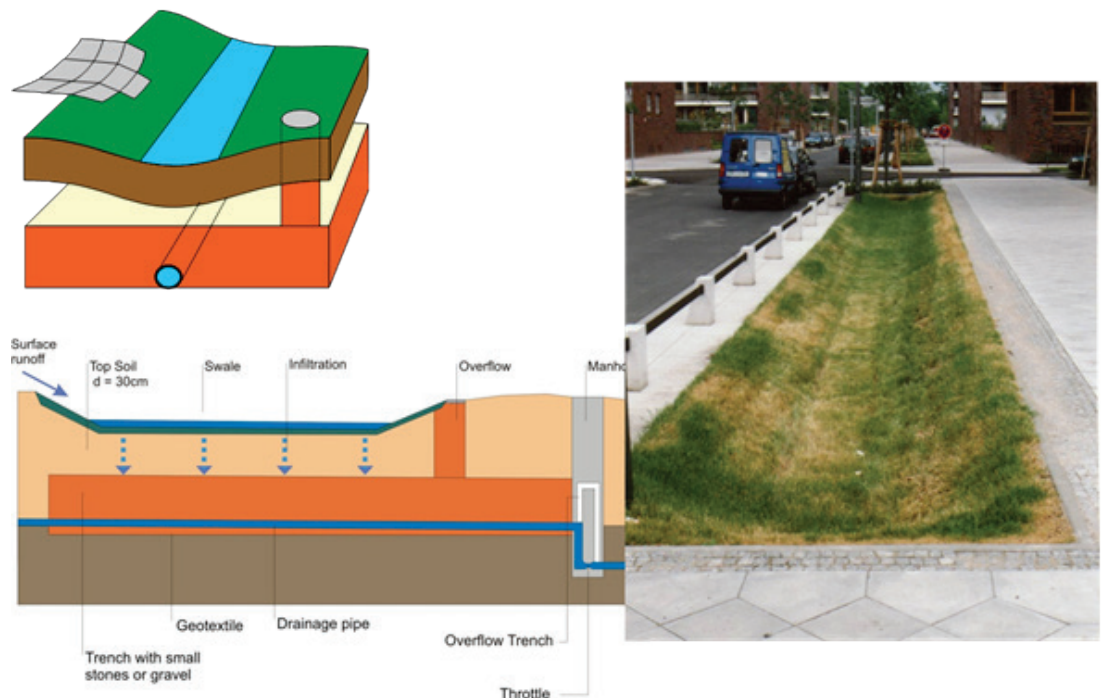 Surface
runoff
Top Soil
d = 30cm
Swale
Infiltration
Overflow
Manho
Geotextile
Drainage pipe
Overflow Trench
Trench with small
stones or gravel
Throttle